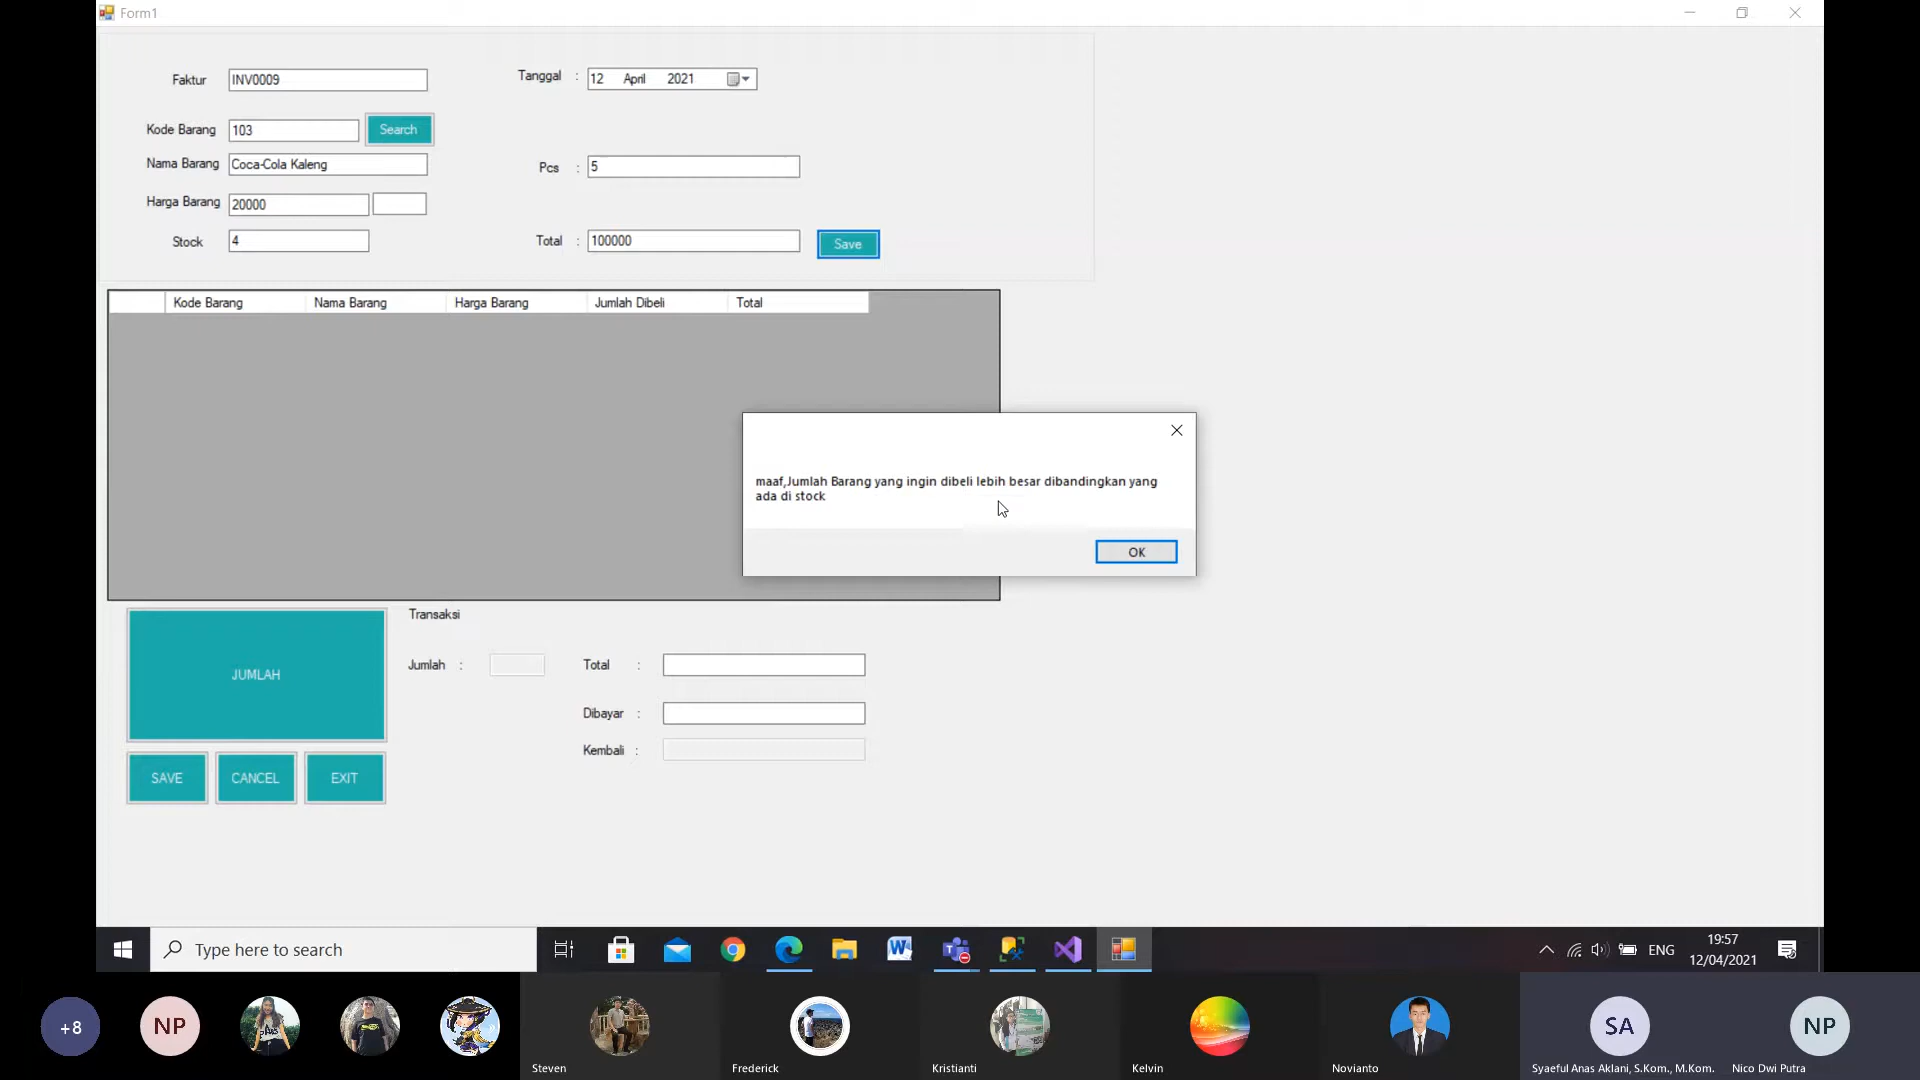 Form1
Faktur INV0009
Tanggal : 12 April 2021
Kode Barang 103 Search
Nama Barang Coca-Cola Kaleng
Pcs : 5
Harga Barang 20000
Stock 4
Total : 100000 Save
Kode Barang Nama Barang Harga Barang Jumlah Dibeli Total
maaf,Jumlah Barang yang ingin dibeli lebih besar dibandingkan yang
ada di stock
OK
Transaksi
JUMLAH
Jumlah : Total :
Dibayar :
Kembali :
SAVE CANCEL EXIT
Type here to search
ENG
19:57
12/04/2021
+8
NP
SA
NP
Steven
Frederick
Kristianti
Kelvin
Novianto
Syaeful Anas Aklani, S.Kom., M.Kom.
Nico Dwi Putra